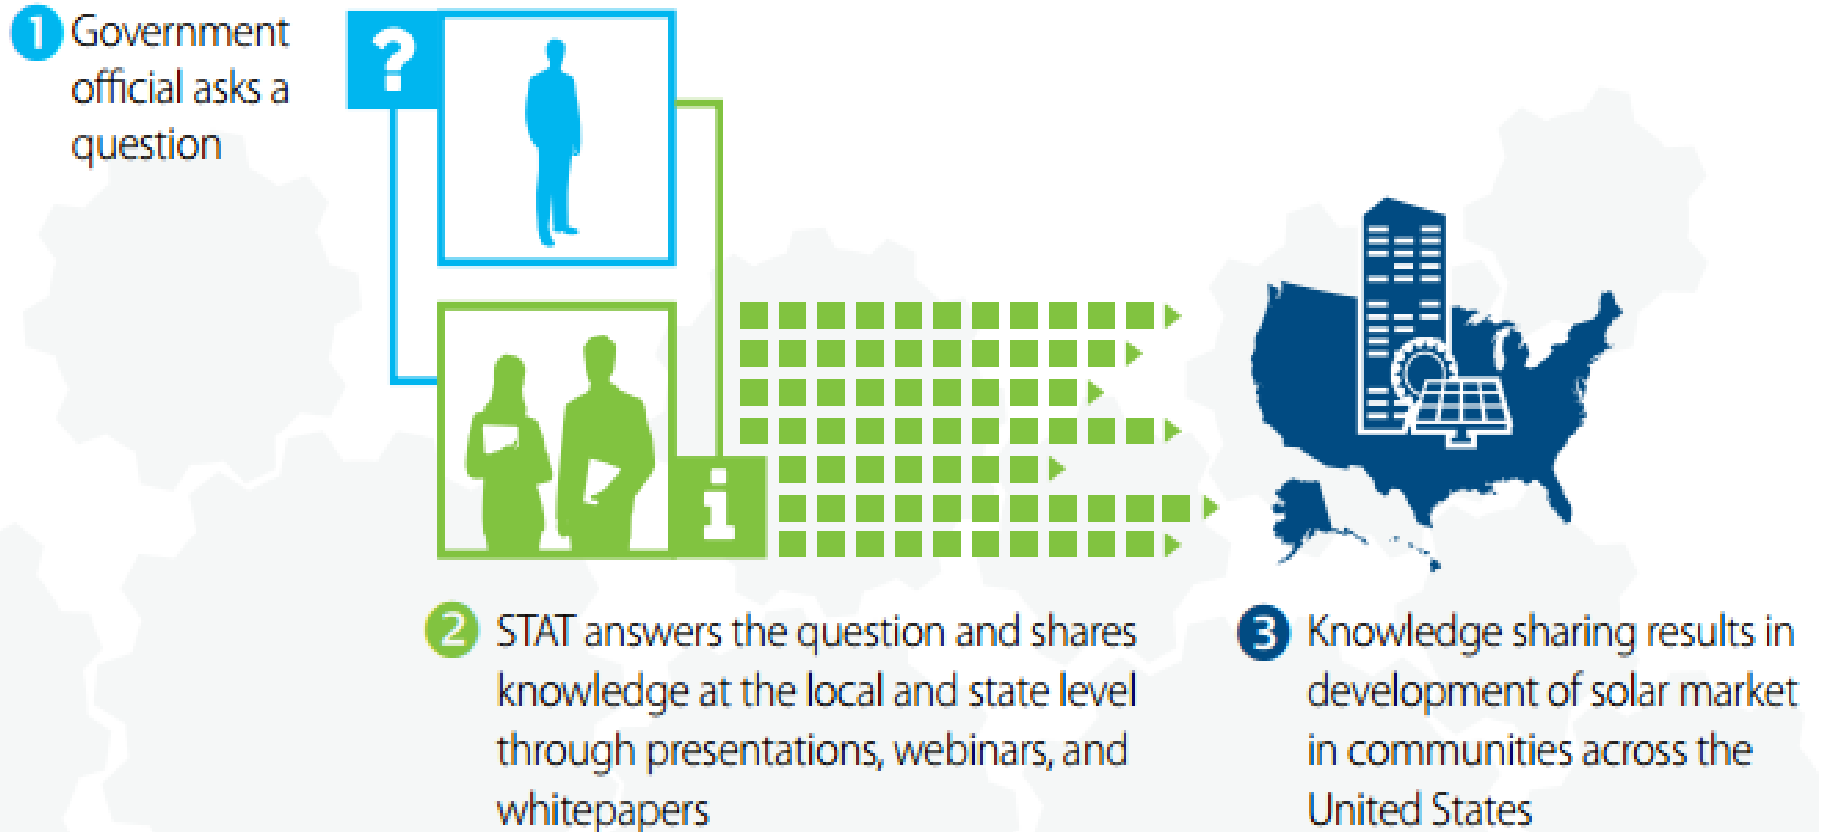 1 Government
official asks a
question
?
i
2 STAT answers the question and shares
knowledge at the local and state level
through presentations, webinars, and
whitepapers
3 Knowledge sharing results in
development of solar market
in communities across the
United States